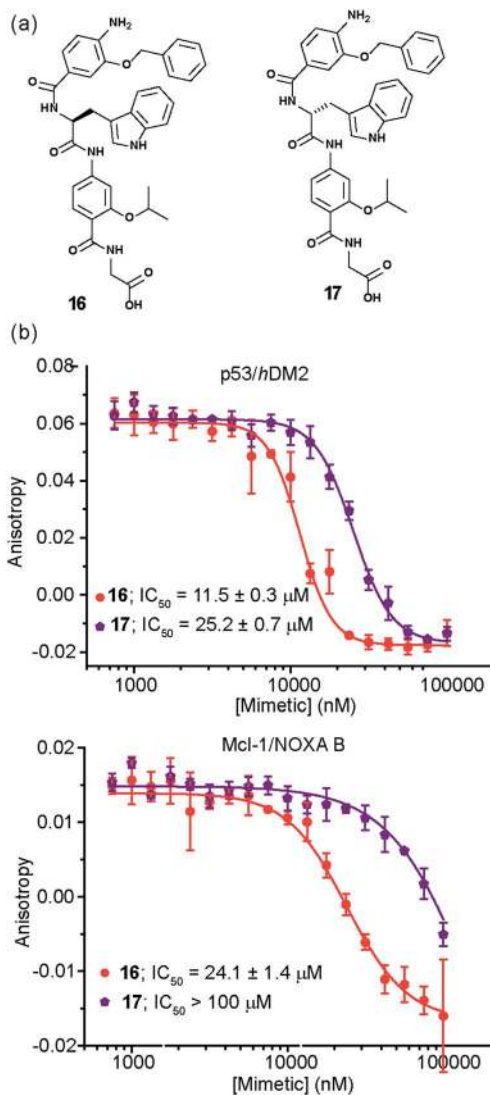 (a)
NH₂
NH₂
O
O
O
O
HN
HN
NH
NH
O
NH
O
NH
O
O
O
NH
O
NH
O
O
OH
OH
16
17
(b)
0.08
p53/hDM2
0.06
0.04
0.02
0.00
-0.02
Anisotropy
16; IC₅₀ = 11.5 ± 0.3 μM
17; IC₅₀ = 25.2 ± 0.7 μM
1000
10000
100000
[Mimetic] (nM)
0.02
Mcl-1/NOXA B
0.01
0.00
-0.01
-0.02
Anisotropy
16; IC₅₀ = 24.1 ± 1.4 μM
17; IC₅₀ > 100 μM
1000
10000
100000
[Mimetic] (nM)